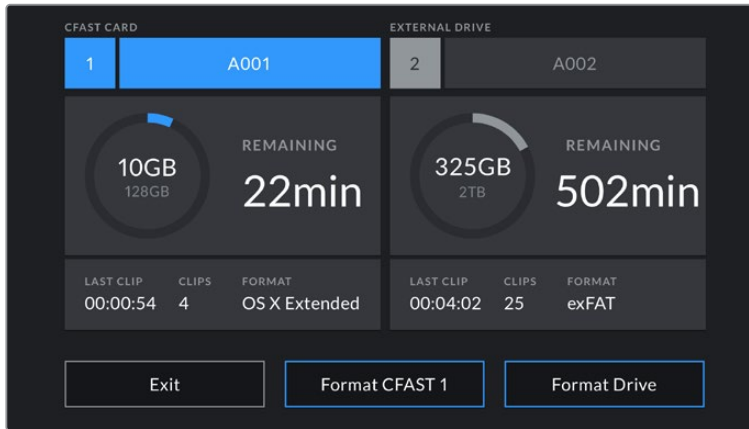 CFAST CARD
1 A001
10GB
128GB
REMAINING
22min
LAST CLIP CLIPS FORMAT
00:00:54 4 OS X Extended
EXTERNAL DRIVE
2 A002
325GB
2TB
REMAINING
502min
LAST CLIP CLIPS FORMAT
00:04:02 25 exFAT
Exit Format CFAST 1 Format Drive